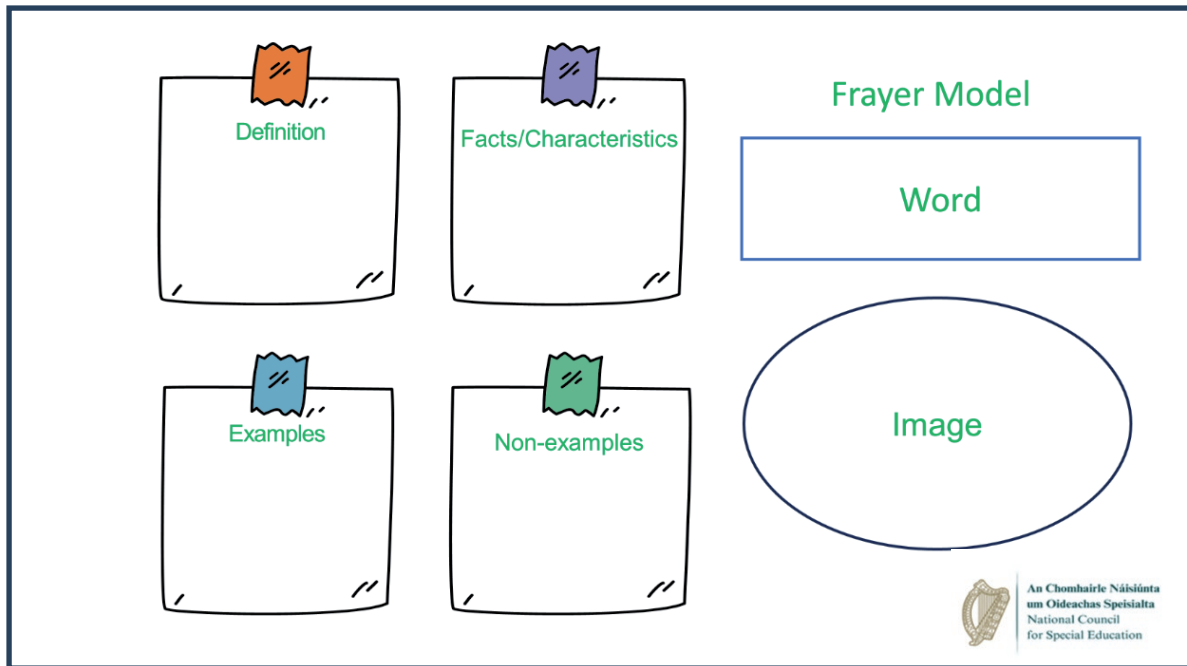 Definition
Facts/Characteristics
Frayer Model
Word
Examples
Non-examples
Image
An Chomhairle Náisiúnta
um Oideachas Speisialta
National Council
for Special Education